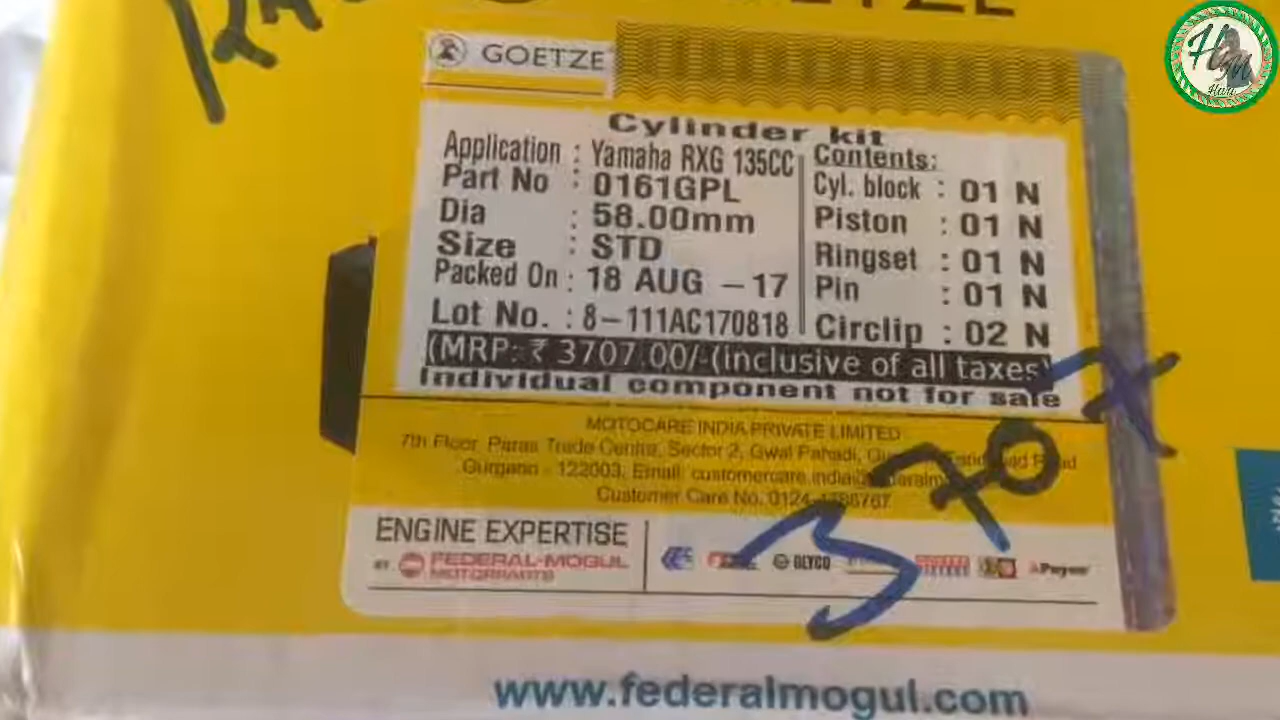 GOETZE
GOETZE
Cylinder kit
Application : Yamaha RXG 135CC
Part No : 0161GPL
Dia : 58.00mm
Size : STD
Packed On : 18 AUG – 17
Lot No. : 8–111AC170818
Contents:
Cyl. block : 01 N
Piston : 01 N
Ringset : 01 N
Pin : 01 N
Circlip : 02 N
(MRP: ₹ 3707.00/-(inclusive of all taxes)
Individual component not for sale
3707
MOTOCARE INDIA PRIVATE LIMITED
7th Floor, Paras Trade Centre, Sector 2, Gwal Pahadi,
Gurgaon - 122003, Email: customercare.india@
Customer Care No. 0124-
ENGINE EXPERTISE
BY FEDERAL-MOGUL
MOTORPARTS
GLYCO
Payen
www.federalmogul.com
HM